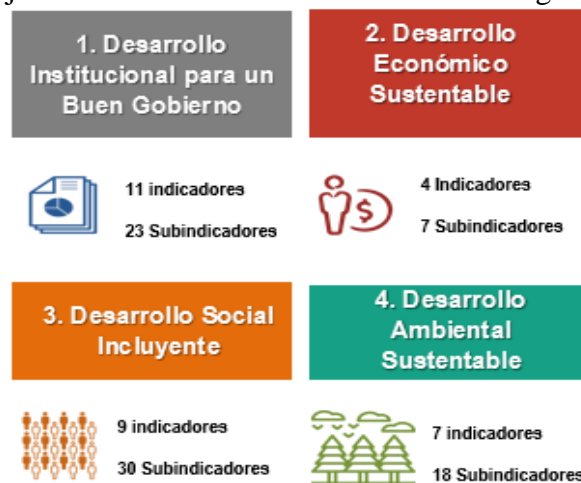 1. Desarrollo
Institucional para un
Buen Gobierno
2. Desarrollo
Económico
Sustentable
11 indicadores
23 Subindicadores
4 Indicadores
7 Subindicadores
3. Desarrollo Social
Incluyente
4. Desarrollo
Ambiental
Sustentable
9 indicadores
30 Subindicadores
7 indicadores
18 Subindicadores